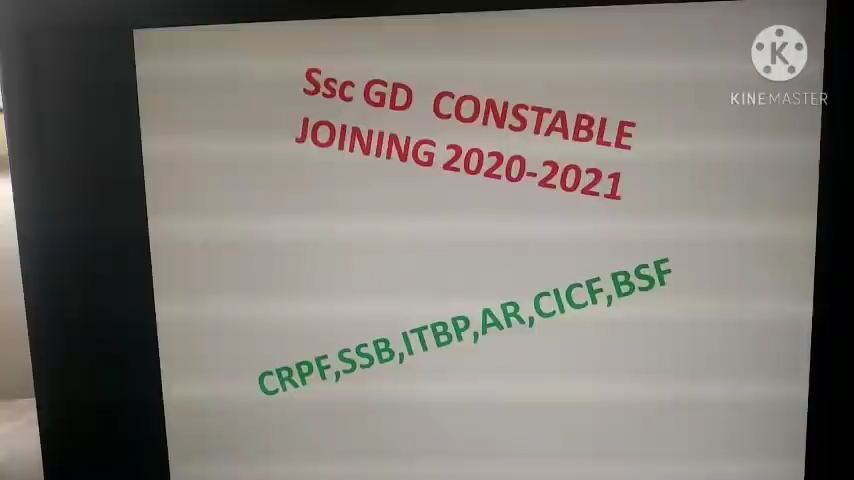 Ssc GD CONSTABLE
JOINING 2020-2021
CRPF,SSB,ITBP,AR,CICF,BSF
K
KINEMASTER